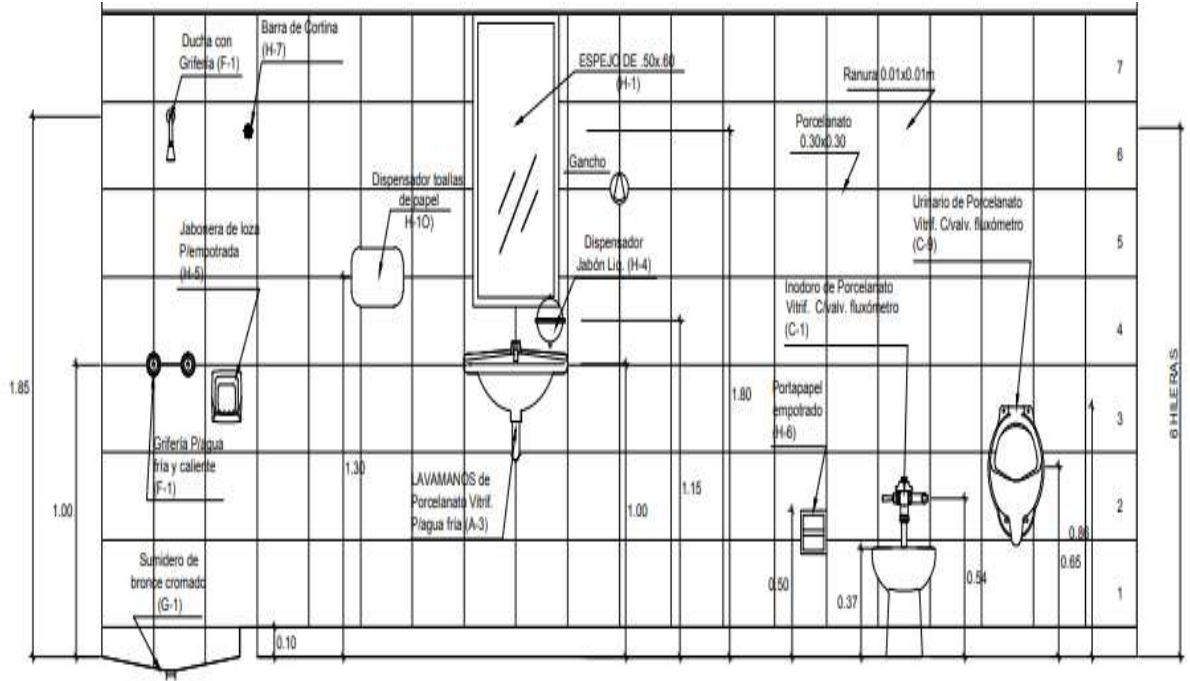 Ducha con
Grifería (F-1)
Barra de Cortina
(H-7)
ESPEJO DE .50x.60
(H-1)
Ranura 0.01x0.01m
Porcelanato
0.30x0.30
Gancho
Dispensador toallas
de papel
H-1O)
Jabonera de loza
P/empotrada
(H-5)
Dispensador
Jabón Liq. (H-4)
Urinario de Porcelanato
Vitrif. C/valv. fluxómetro
(C-9)
Inodoro de Porcelanato
Vitrif. C/valv. fluxómetro
(C-1)
Portapapel
empotrado
(H-6)
Grifería P/agua
fría y caliente
(F-1)
LAVAMANOS de
Porcelanato Vitrif.
P/agua fría (A-3)
Sumidero de
bronce cromado
(G-1)
7
6
5
4
3
2
1
6 HILERAS
1.85
1.00
0.10
1.30
1.00
1.15
1.80
0.50
0.37
0.54
0.65
0.86